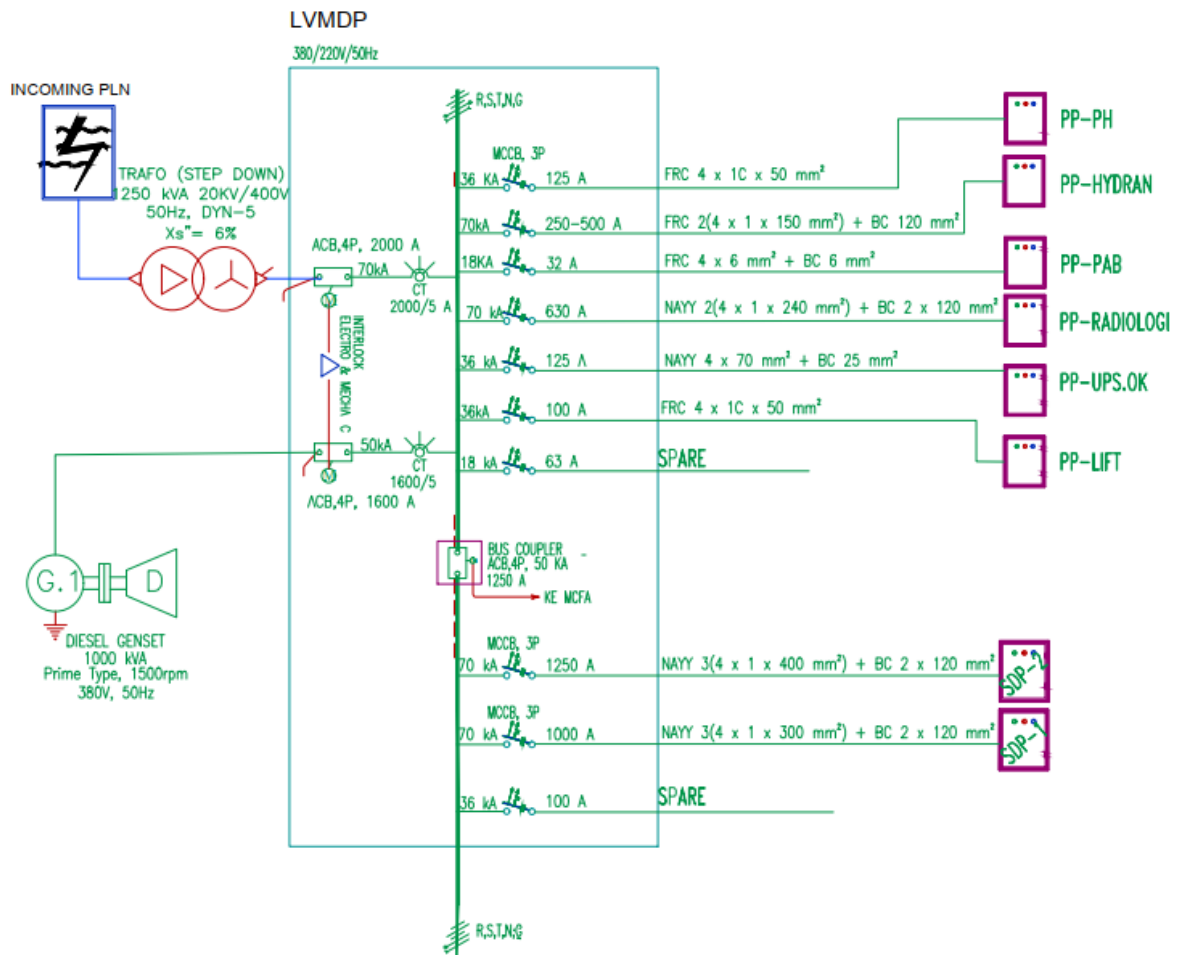 LVMDP
380/220V/50Hz
INCOMING PLN
TRAFO (STEP DOWN)
1250 kVA 20KV/400V
50Hz, DYN-5
Xs"= 6%
R,S,T,N,G
MCCB, 3P
36 KA 125 A FRC 4 x 1C x 50 mm²
PP-PH
70kA 250-500 A FRC 2(4 x 1 x 150 mm²) + BC 120 mm²
PP-HYDRAN
18KA 32 A FRC 4 x 6 mm² + BC 6 mm²
PP-PAB
ACB,4P, 2000 A
70kA
CT
2000/5 A
M
70 kA 630 A NAYY 2(4 x 1 x 240 mm²) + BC 2 x 120 mm²
PP-RADIOLOGI
INTERLOCK
ELECTRO & MECHA C
36 kA 125 A NAYY 4 x 70 mm² + BC 25 mm²
PP-UPS.OK
36kA 100 A FRC 4 x 1C x 50 mm²
PP-LIFT
50kA
CT
1600/5
M
ACB,4P, 1600 A
18 kA 63 A SPARE
BUS COUPLER
ACB,4P, 50 KA
1250 A
KE MCFA
G.1 D
DIESEL GENSET
1000 kVA
Prime Type, 1500rpm
380V, 50Hz
MCCB, 3P
70 kA 1250 A NAYY 3(4 x 1 x 400 mm²) + BC 2 x 120 mm²
SDP-2
MCCB, 3P
70 kA 1000 A NAYY 3(4 x 1 x 300 mm²) + BC 2 x 120 mm²
SDP-1
36 kA 100 A SPARE
R,S,T,N,G